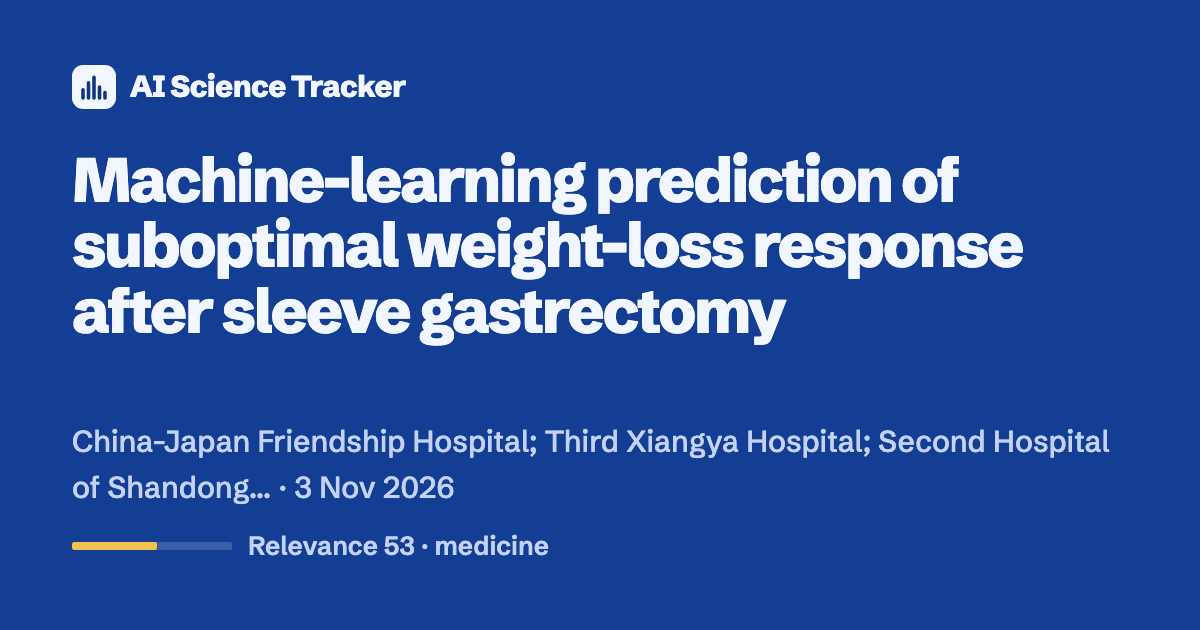 AI Science Tracker
Machine-learning prediction of
suboptimal weight-loss response
after sleeve gastrectomy
China-Japan Friendship Hospital; Third Xiangya Hospital; Second Hospital
of Shandong... · 3 Nov 2026
Relevance 53 · medicine